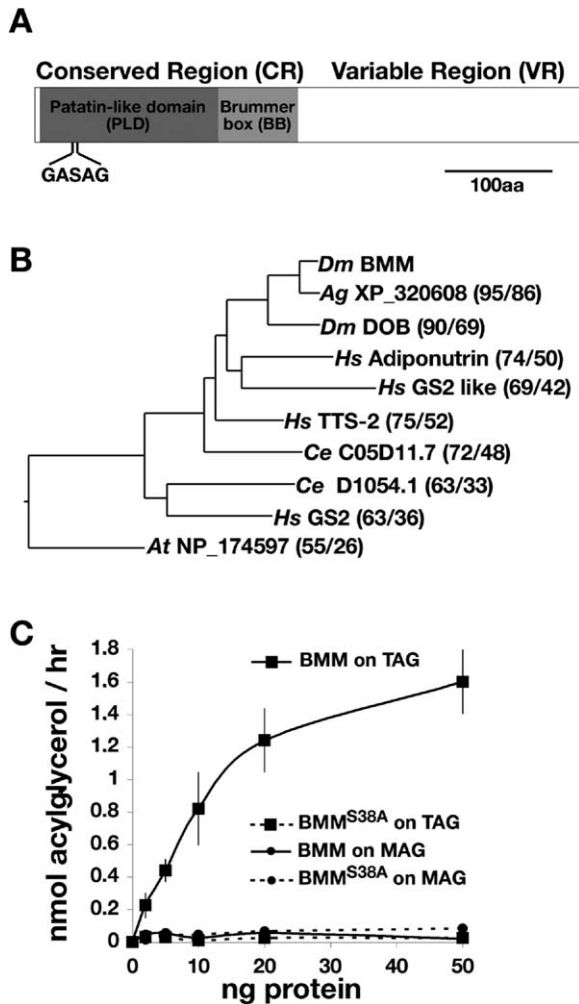 A
Conserved Region (CR) Variable Region (VR)
Patatin-like domain (PLD)
Brummer box (BB)
GASAG
100aa
B
Dm BMM
Ag XP_320608 (95/86)
Dm DOB (90/69)
Hs Adiponutrin (74/50)
Hs GS2 like (69/42)
Hs TTS-2 (75/52)
Ce C05D11.7 (72/48)
Ce D1054.1 (63/33)
Hs GS2 (63/36)
At NP_174597 (55/26)
C
nmol acylglycerol / hr
1.8
1.6
1.4
1.2
1
0.8
0.6
0.4
0.2
0
BMM on TAG
BMMS38A on TAG
BMM on MAG
BMMS38A on MAG
0 10 20 30 40 50
ng protein